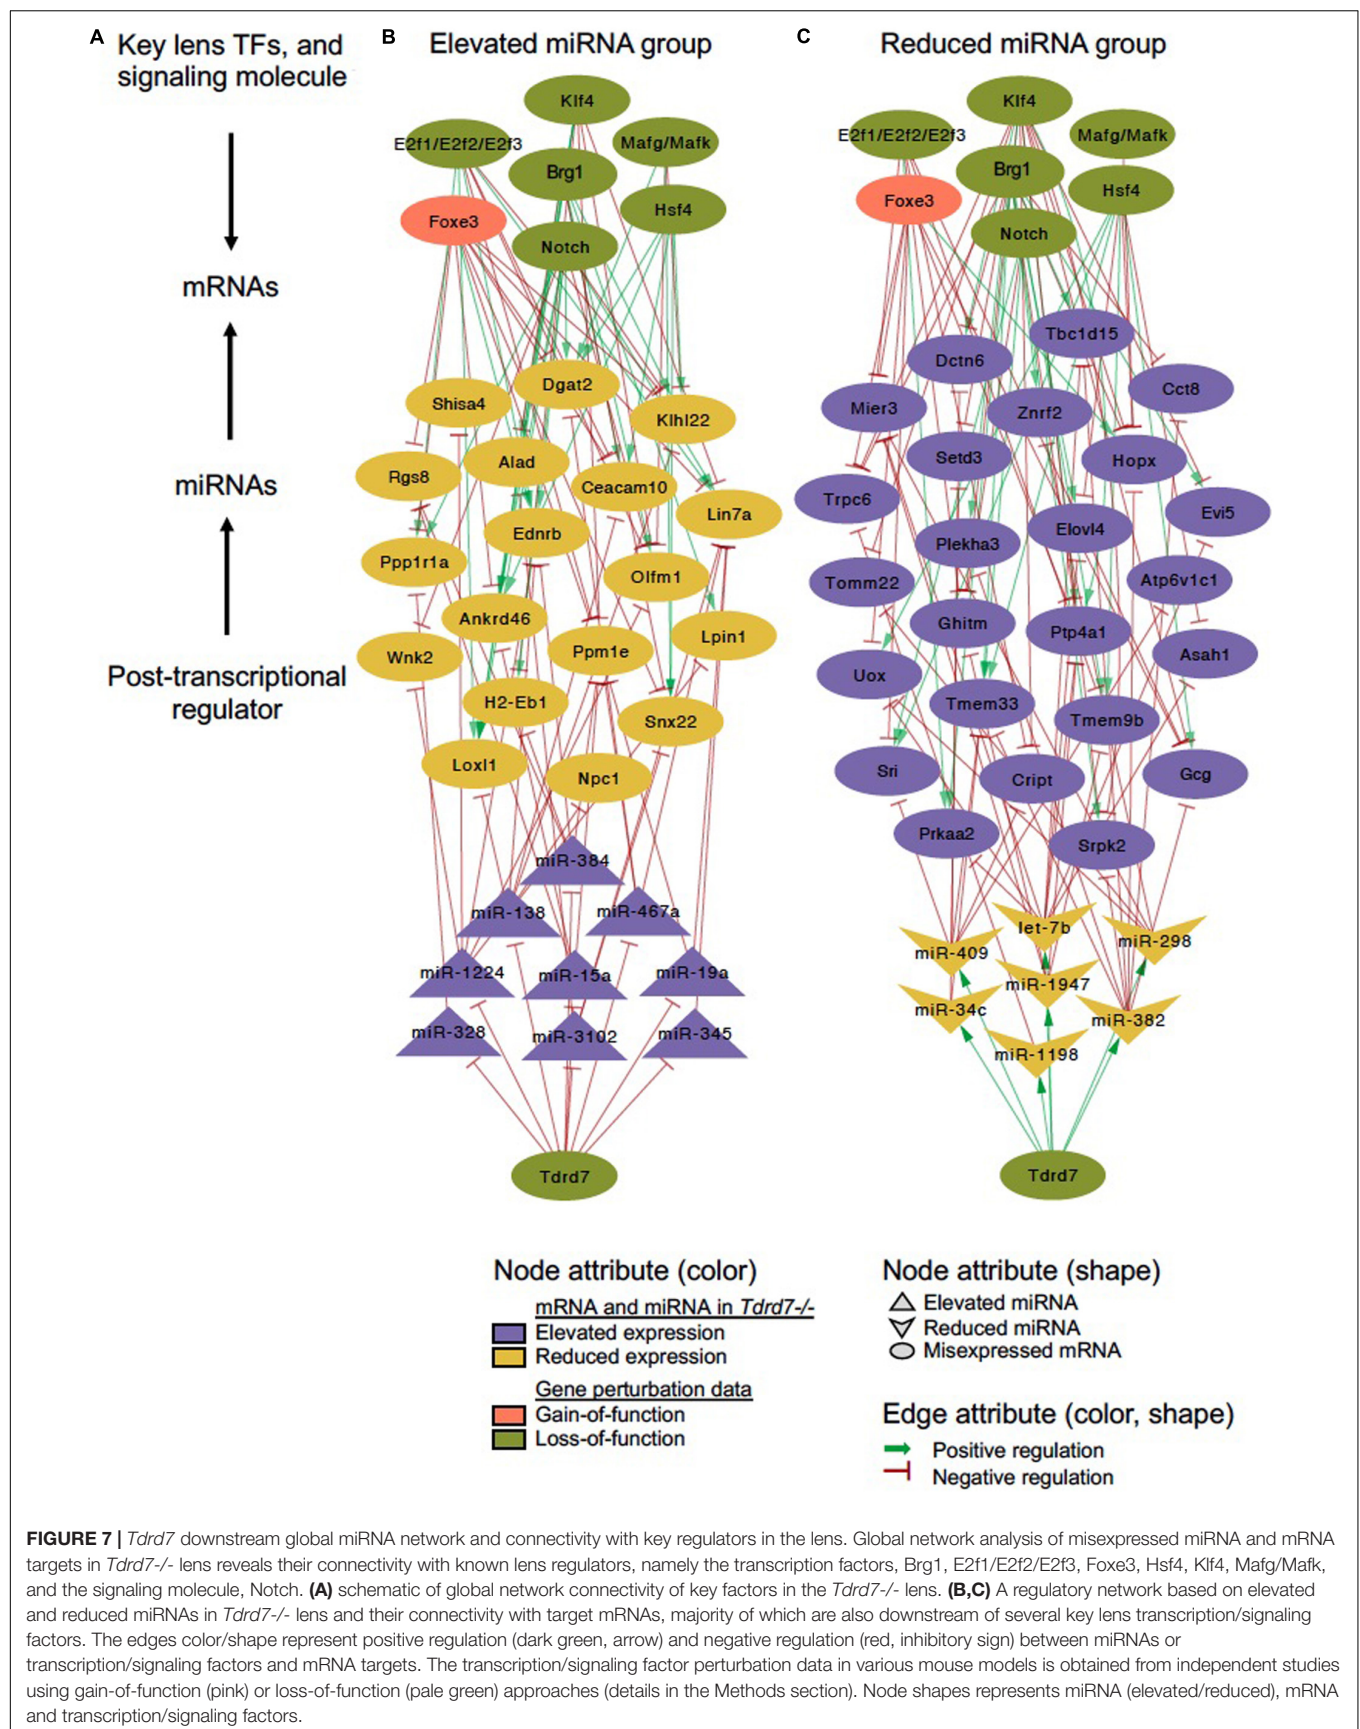 A
Key lens TFs, and
signaling molecule
mRNAs
miRNAs
Post-transcriptional
regulator
B
Elevated miRNA group
Klf4
E2f1/E2f2/E2f3
Mafg/Mafk
Brg1
Foxe3
Hsf4
Notch
Dgat2
Shisa4
Klhl22
Alad
Rgs8
Ceacam10
Lin7a
Ednrb
Ppp1r1a
Olfm1
Ankrd46
Lpin1
Ppm1e
Wnk2
H2-Eb1
Snx22
Loxl1
Npc1
miR-384
miR-138
miR-467a
miR-1224
miR-15a
miR-19a
miR-328
miR-3102
miR-345
Tdrd7
C
Reduced miRNA group
Klf4
E2f1/E2f2/E2f3
Mafg/Mafk
Brg1
Foxe3
Hsf4
Notch
Tbc1d15
Dctn6
Cct8
Mier3
Znrf2
Setd3
Hopx
Trpc6
Evi5
Plekha3
Elovl4
Tomm22
Atp6v1c1
Ghitm
Ptp4a1
Asah1
Uox
Tmem33
Tmem9b
Sri
Cript
Gcg
Prkaa2
Srpk2
let-7b
miR-409
miR-298
miR-1947
miR-34c
miR-382
miR-1198
Tdrd7
Node attribute (color)
mRNA and miRNA in Tdrd7-/-
Elevated expression
Reduced expression
Gene perturbation data
Gain-of-function
Loss-of-function
Node attribute (shape)
Elevated miRNA
Reduced miRNA
Misexpressed mRNA
Edge attribute (color, shape)
Positive regulation
Negative regulation
FIGURE 7 | Tdrd7 downstream global miRNA network and connectivity with key regulators in the lens. Global network analysis of misexpressed miRNA and mRNA
targets in Tdrd7-/- lens reveals their connectivity with known lens regulators, namely the transcription factors, Brg1, E2f1/E2f2/E2f3, Foxe3, Hsf4, Klf4, Mafg/Mafk,
and the signaling molecule, Notch. (A) schematic of global network connectivity of key factors in the Tdrd7-/- lens. (B,C) A regulatory network based on elevated
and reduced miRNAs in Tdrd7-/- lens and their connectivity with target mRNAs, majority of which are also downstream of several key lens transcription/signaling
factors. The edges color/shape represent positive regulation (dark green, arrow) and negative regulation (red, inhibitory sign) between miRNAs or
transcription/signaling factors and mRNA targets. The transcription/signaling factor perturbation data in various mouse models is obtained from independent studies
using gain-of-function (pink) or loss-of-function (pale green) approaches (details in the Methods section). Node shapes represents miRNA (elevated/reduced), mRNA
and transcription/signaling factors.